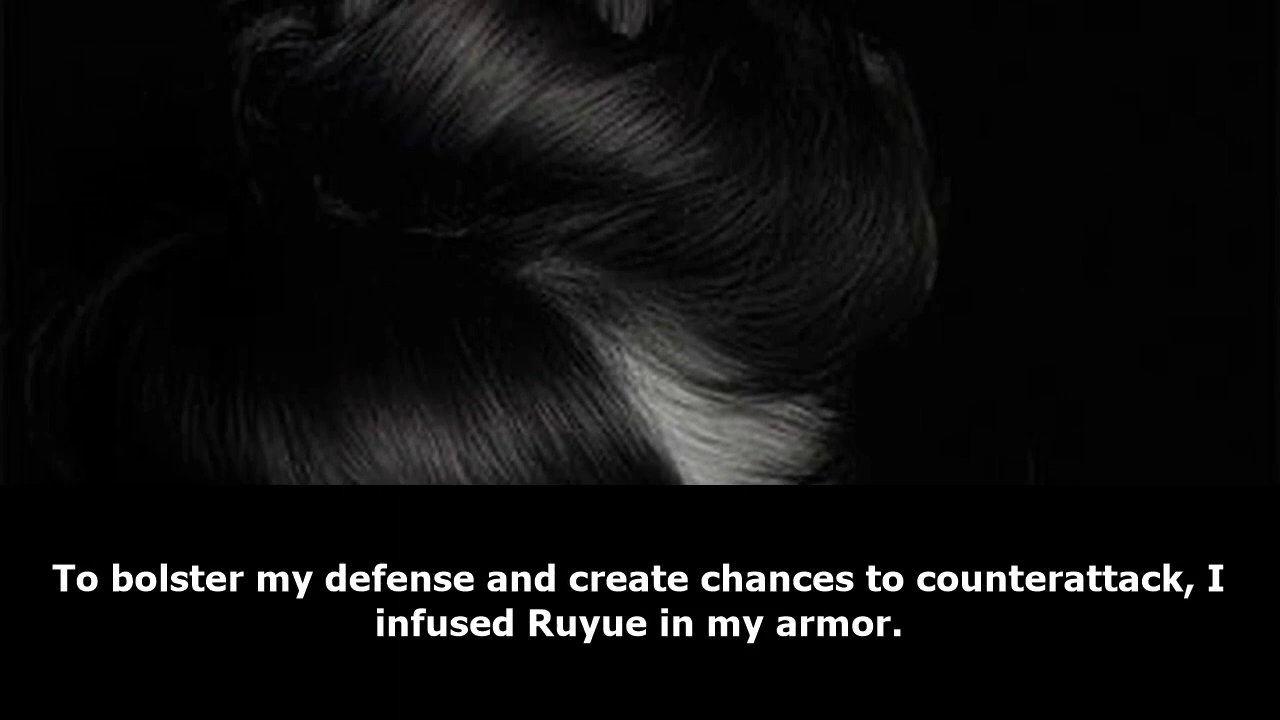 To bolster my defense and create chances to counterattack, I
infused Ruyue in my armor.